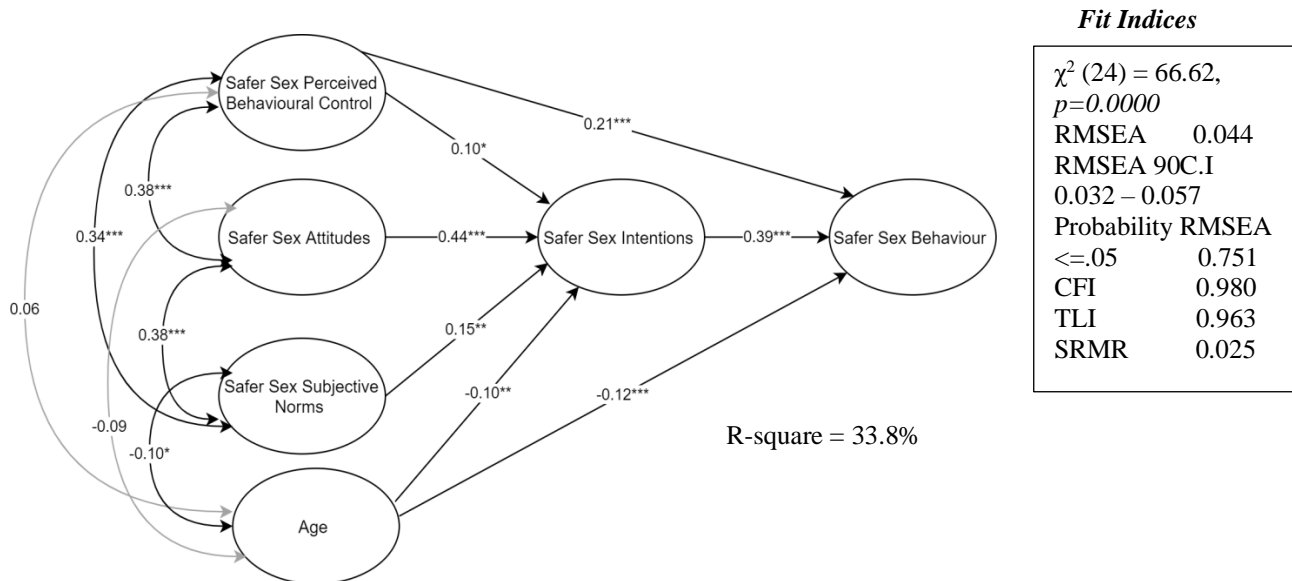 Fit Indices
χ² (24) = 66.62,
p=0.0000
RMSEA 0.044
RMSEA 90C.I
0.032 – 0.057
Probability RMSEA
<=.05 0.751
CFI 0.980
TLI 0.963
SRMR 0.025
Safer Sex Perceived
Behavioural Control
0.21***
0.10*
0.38***
0.34***
Safer Sex Attitudes
0.44***
Safer Sex Intentions
0.39***
Safer Sex Behaviour
0.06
0.38***
0.15**
Safer Sex Subjective
Norms
-0.10**
-0.12***
-0.09
-0.10*
R-square = 33.8%
Age